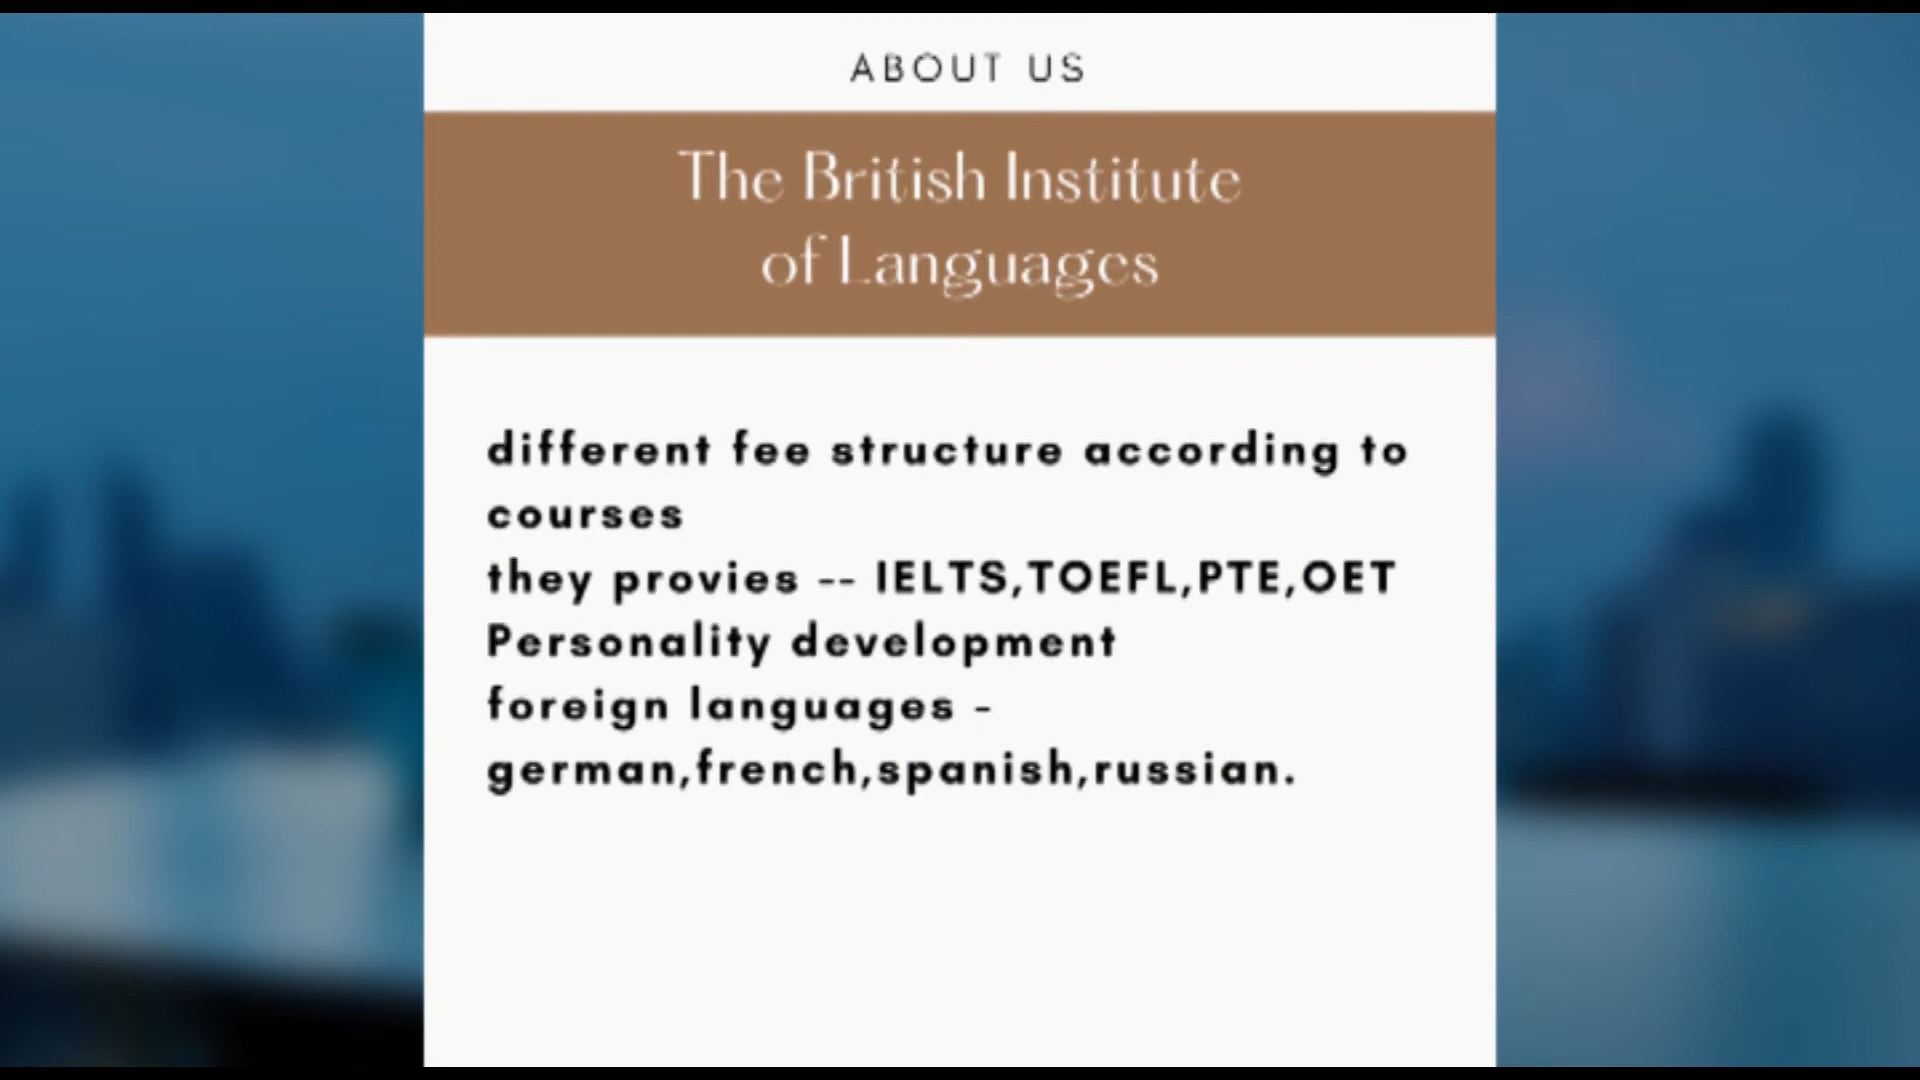 ABOUT US
The British Institute
of Languages
different fee structure according to
courses
they provies -- IELTS,TOEFL,PTE,OET
Personality development
foreign languages -
german,french,spanish,russian.